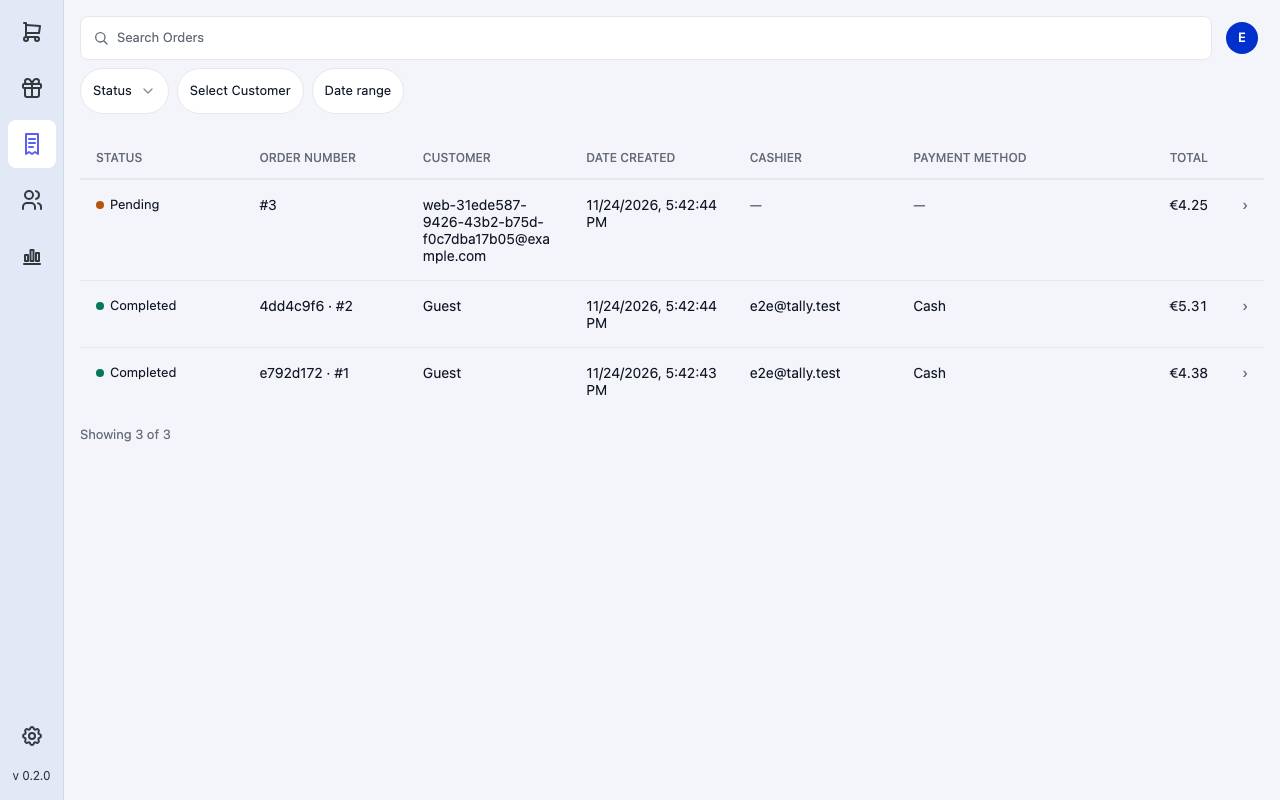 Search Orders
E
Status
Select Customer
Date range
STATUS ORDER NUMBER CUSTOMER DATE CREATED CASHIER PAYMENT METHOD TOTAL
Pending #3 web-31ede587- 11/24/2026, 5:42:44 — — €4.25 ›
9426-43b2-b75d- PM
f0c7dba17b05@exa
mple.com
Completed 4dd4c9f6 · #2 Guest 11/24/2026, 5:42:44 e2e@tally.test Cash €5.31 ›
PM
Completed e792d172 · #1 Guest 11/24/2026, 5:42:43 e2e@tally.test Cash €4.38 ›
PM
Showing 3 of 3
v 0.2.0